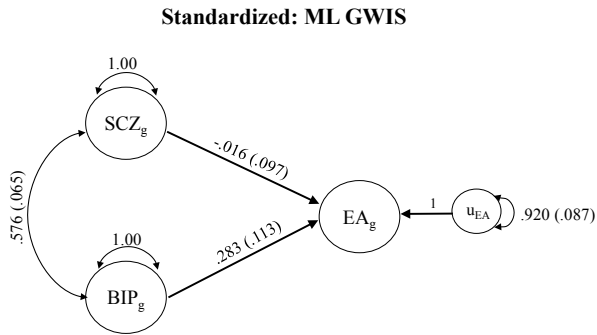 Standardized: ML GWIS
1.00
SCZg
-.016 (.097)
.576 (.065)
EAg
1
uEA
.920 (.087)
1.00
.283 (.113)
BIPg